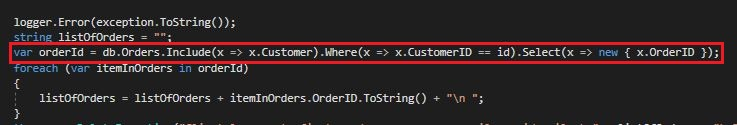 logger.Error(exception.ToString());
string listOfOrders = "";
var orderId = db.Orders.Include(x => x.Customer).Where(x => x.CustomerID == id).Select(x => new { x.OrderID });
foreach (var itemInOrders in orderId)
{
listOfOrders = listOfOrders + itemInOrders.OrderID.ToString() + "\n ";
}